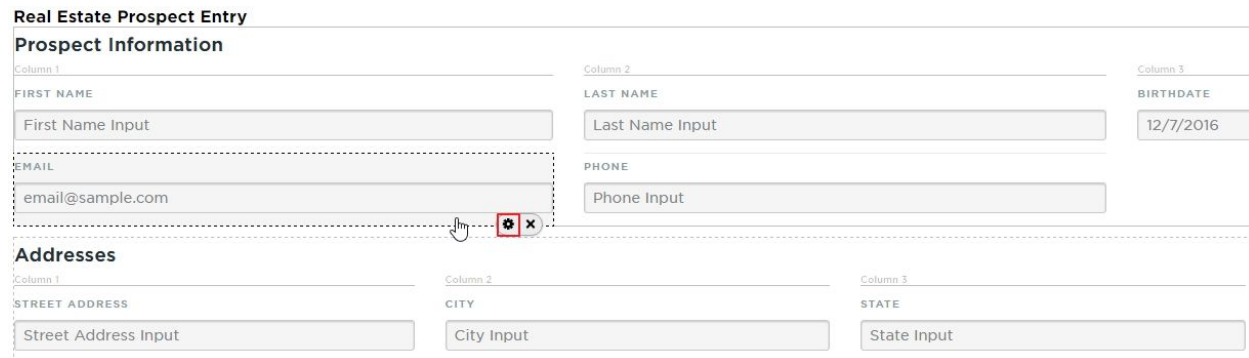 Real Estate Prospect Entry
Prospect Information
Column 1 Column 2 Column 3
FIRST NAME LAST NAME BIRTHDATE
First Name Input Last Name Input 12/7/2016
EMAIL PHONE
email@sample.com Phone Input
Addresses
Column 1 Column 2 Column 3
STREET ADDRESS CITY STATE
Street Address Input City Input State Input